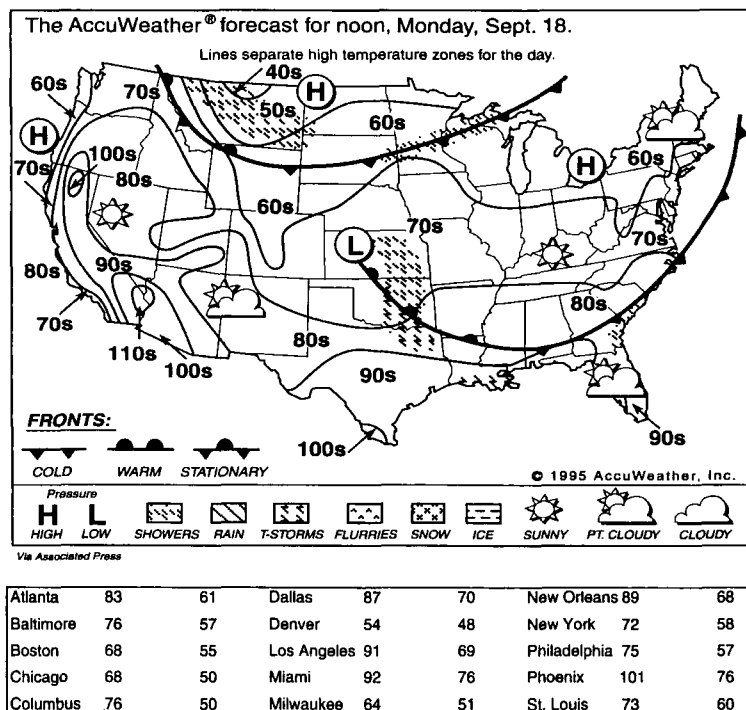 The AccuWeather® forecast for noon, Monday, Sept. 18.
Lines separate high temperature zones for the day.
40s
60s
70s
H
50s
60s
H
100s
70s
80s
60s
H
60s
70s
L
70s
80s
90s
80s
80s
70s
110s
100s
90s
100s
90s
FRONTS:
COLD WARM STATIONARY
© 1995 AccuWeather, Inc.
Pressure
H L
HIGH LOW SHOWERS RAIN T-STORMS FLURRIES SNOW ICE SUNNY PT. CLOUDY CLOUDY
Via Associated Press
Atlanta 83 61 Dallas 87 70 New Orleans 89 68
Baltimore 76 57 Denver 54 48 New York 72 58
Boston 68 55 Los Angeles 91 69 Philadelphia 75 57
Chicago 68 50 Miami 92 76 Phoenix 101 76
Columbus 76 50 Milwaukee 64 51 St. Louis 73 60